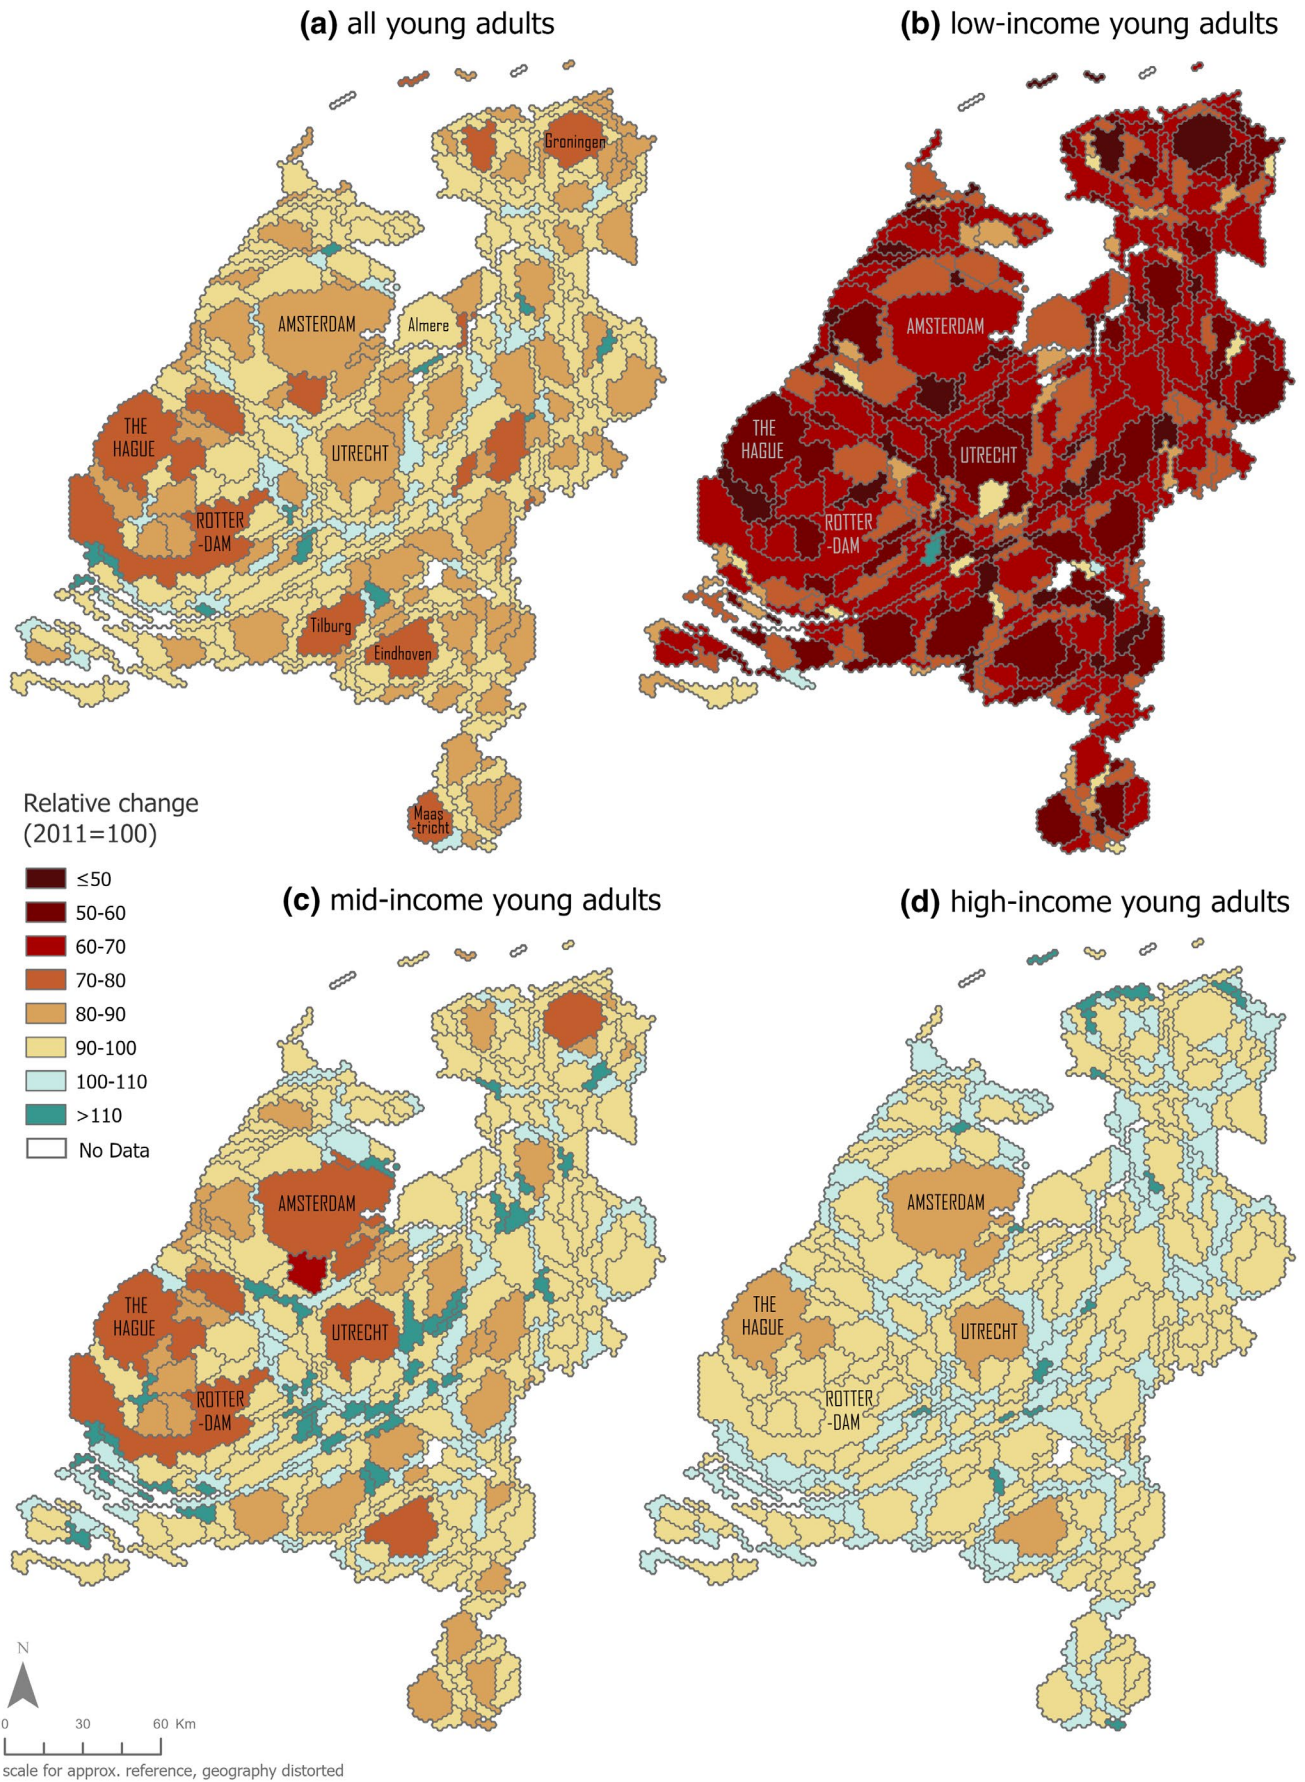 (a) all young adults
(b) low-income young adults
Groningen
AMSTERDAM
Almere
THE
HAGUE
UTRECHT
ROTTER
-DAM
Tilburg
Eindhoven
Maas
-tricht
AMSTERDAM
THE
HAGUE
UTRECHT
ROTTER
-DAM
Relative change
(2011=100)
≤50
50-60
60-70
70-80
80-90
90-100
100-110
>110
No Data
(c) mid-income young adults
(d) high-income young adults
AMSTERDAM
THE
HAGUE
UTRECHT
ROTTER
-DAM
AMSTERDAM
THE
HAGUE
UTRECHT
ROTTER
-DAM
N
0 30 60 Km
scale for approx. reference, geography distorted